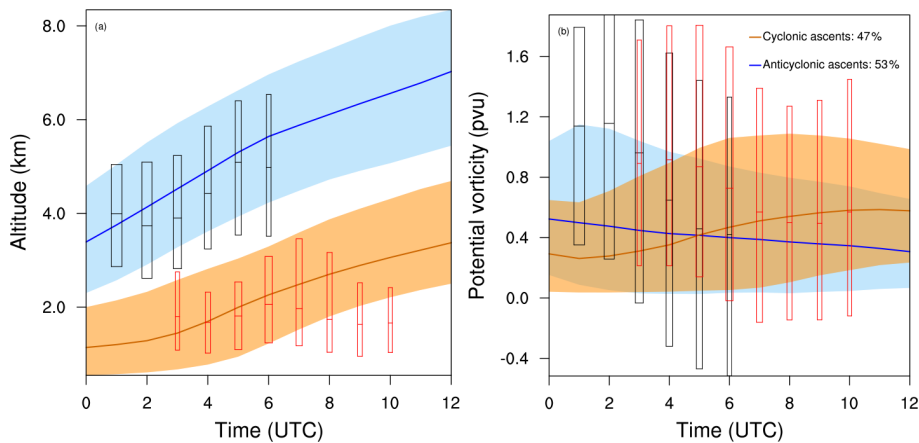 (a)
8.0
6.0
4.0
2.0
Altitude (km)
0 2 4 6 8 10 12
Time (UTC)
(b)
Cyclonic ascents: 47%
Anticyclonic ascents: 53%
1.6
1.2
0.8
0.4
0.0
-0.4
Potential vorticity (pvu)
0 2 4 6 8 10 12
Time (UTC)